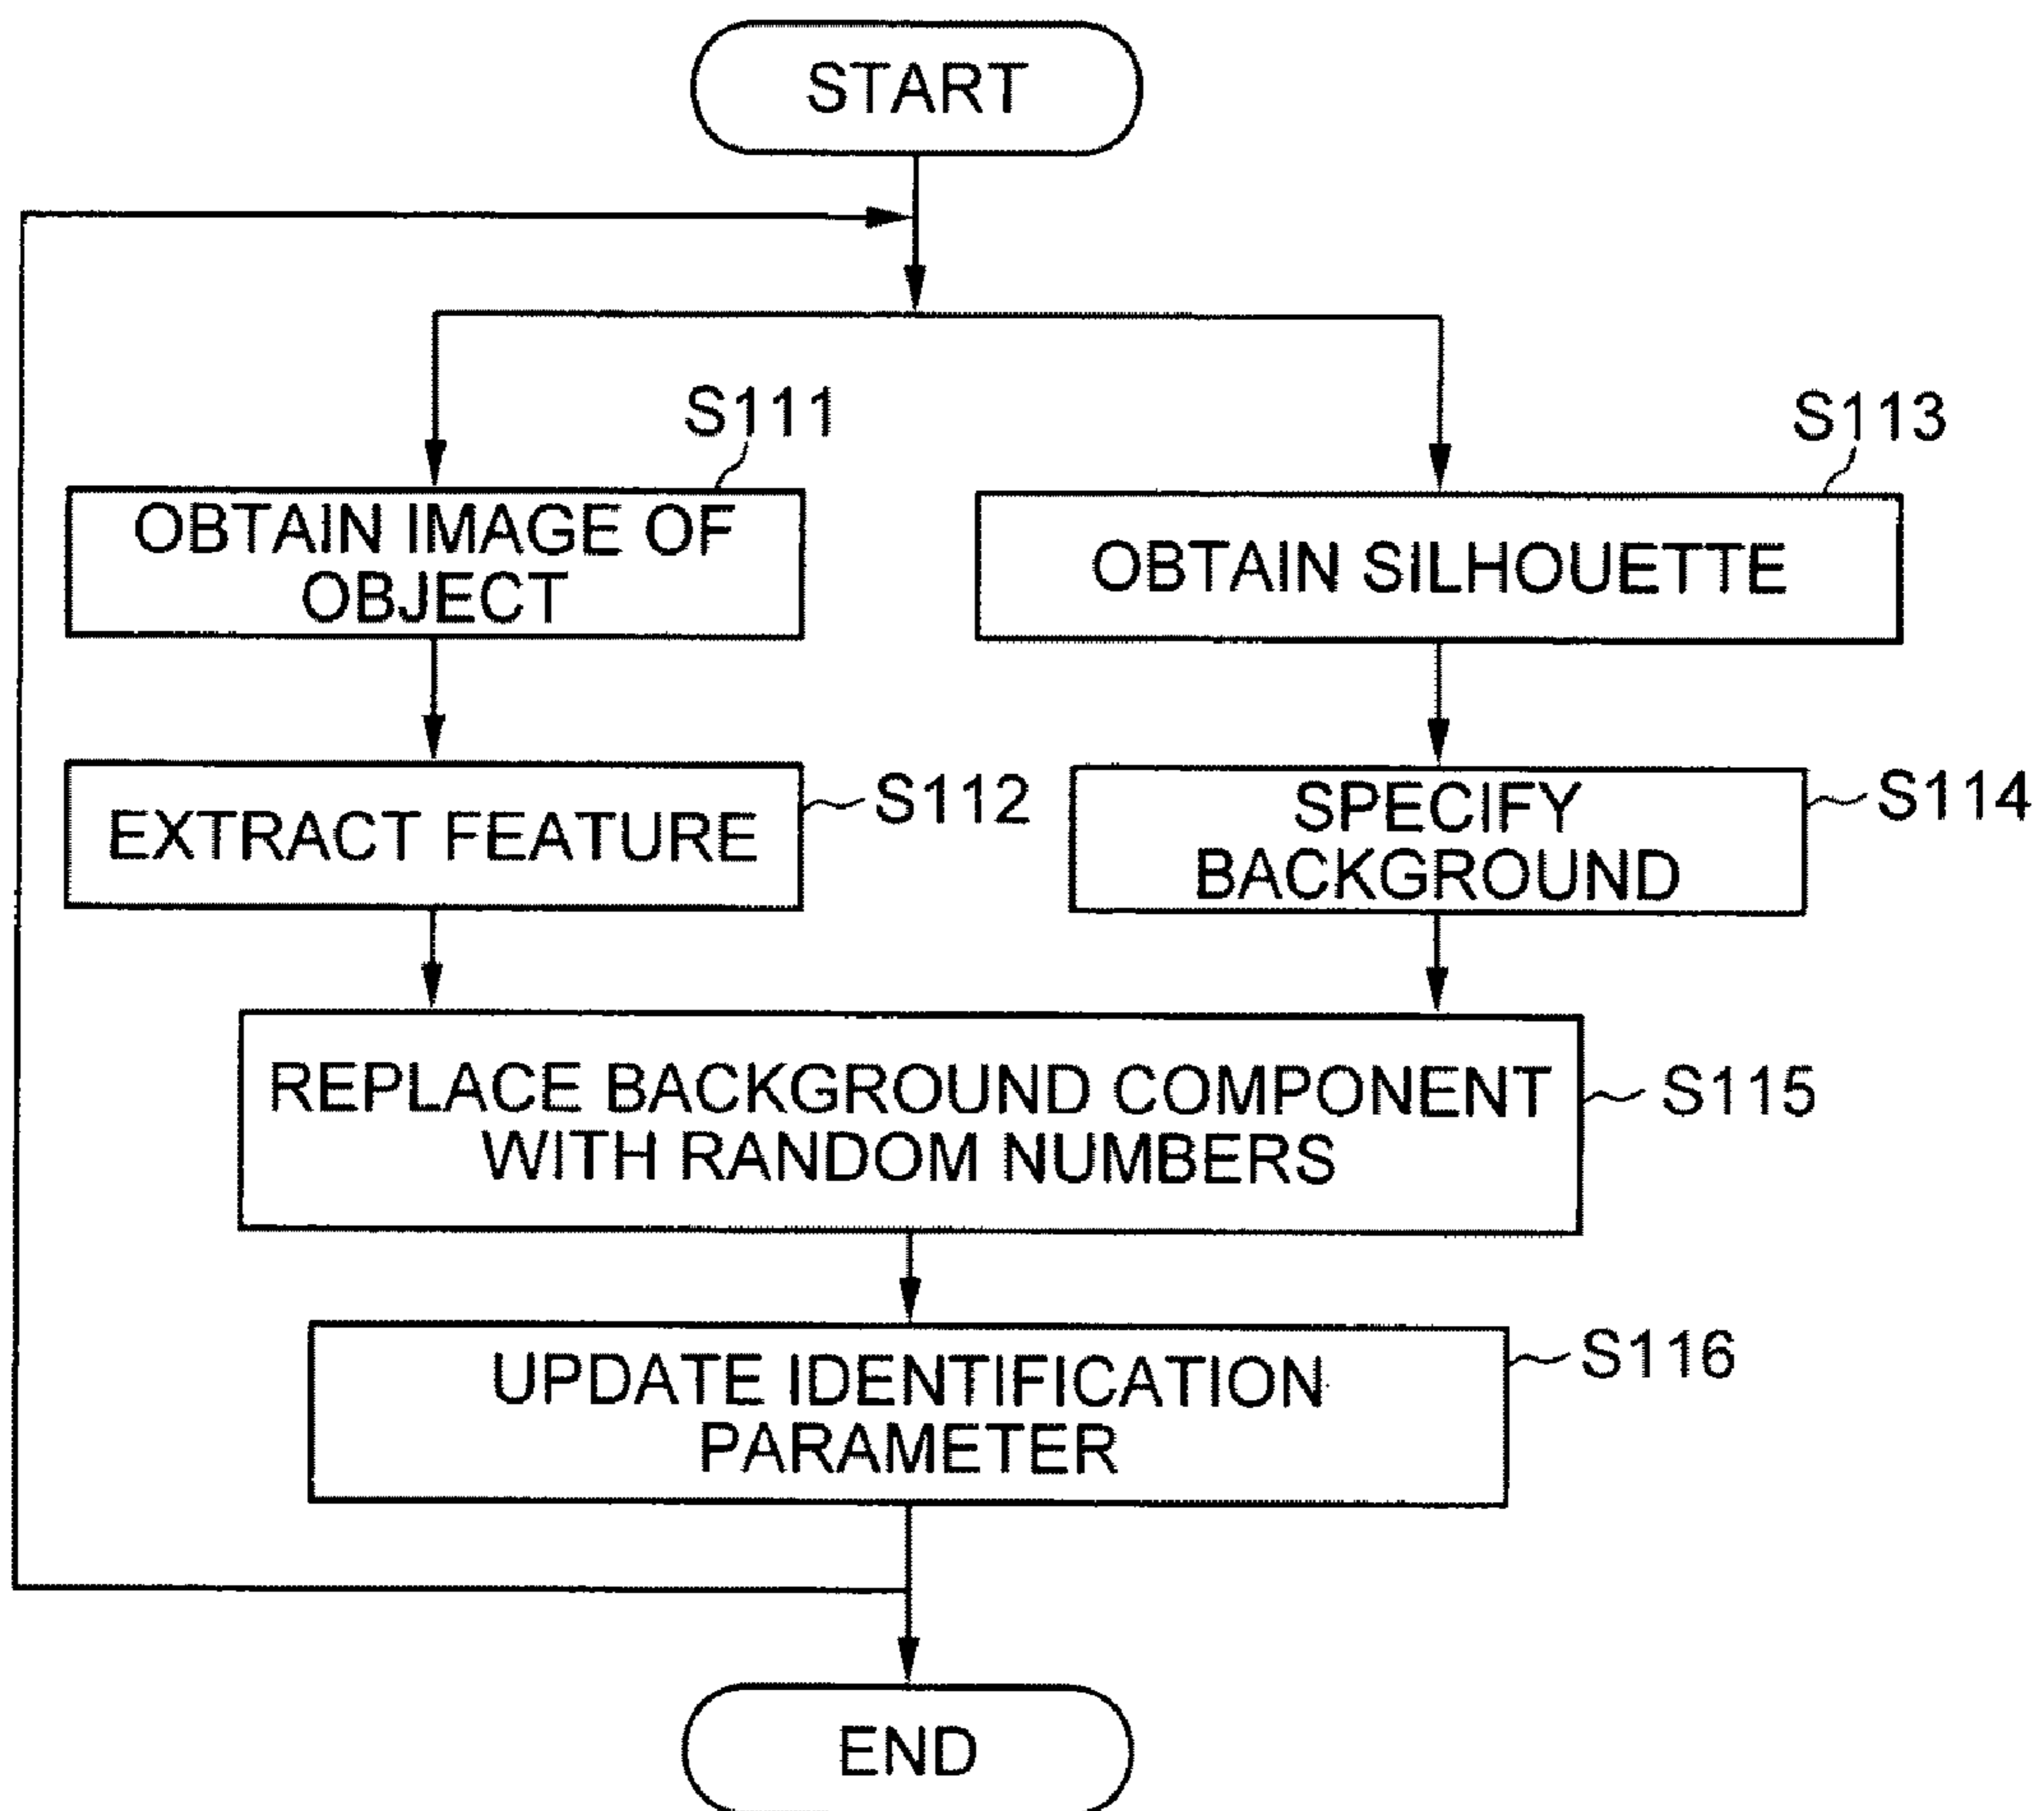 START
S111
OBTAIN IMAGE OF
OBJECT
S113
OBTAIN SILHOUETTE
EXTRACT FEATURE
S112
SPECIFY
BACKGROUND
S114
REPLACE BACKGROUND COMPONENT
WITH RANDOM NUMBERS
S115
UPDATE IDENTIFICATION
PARAMETER
S116
END